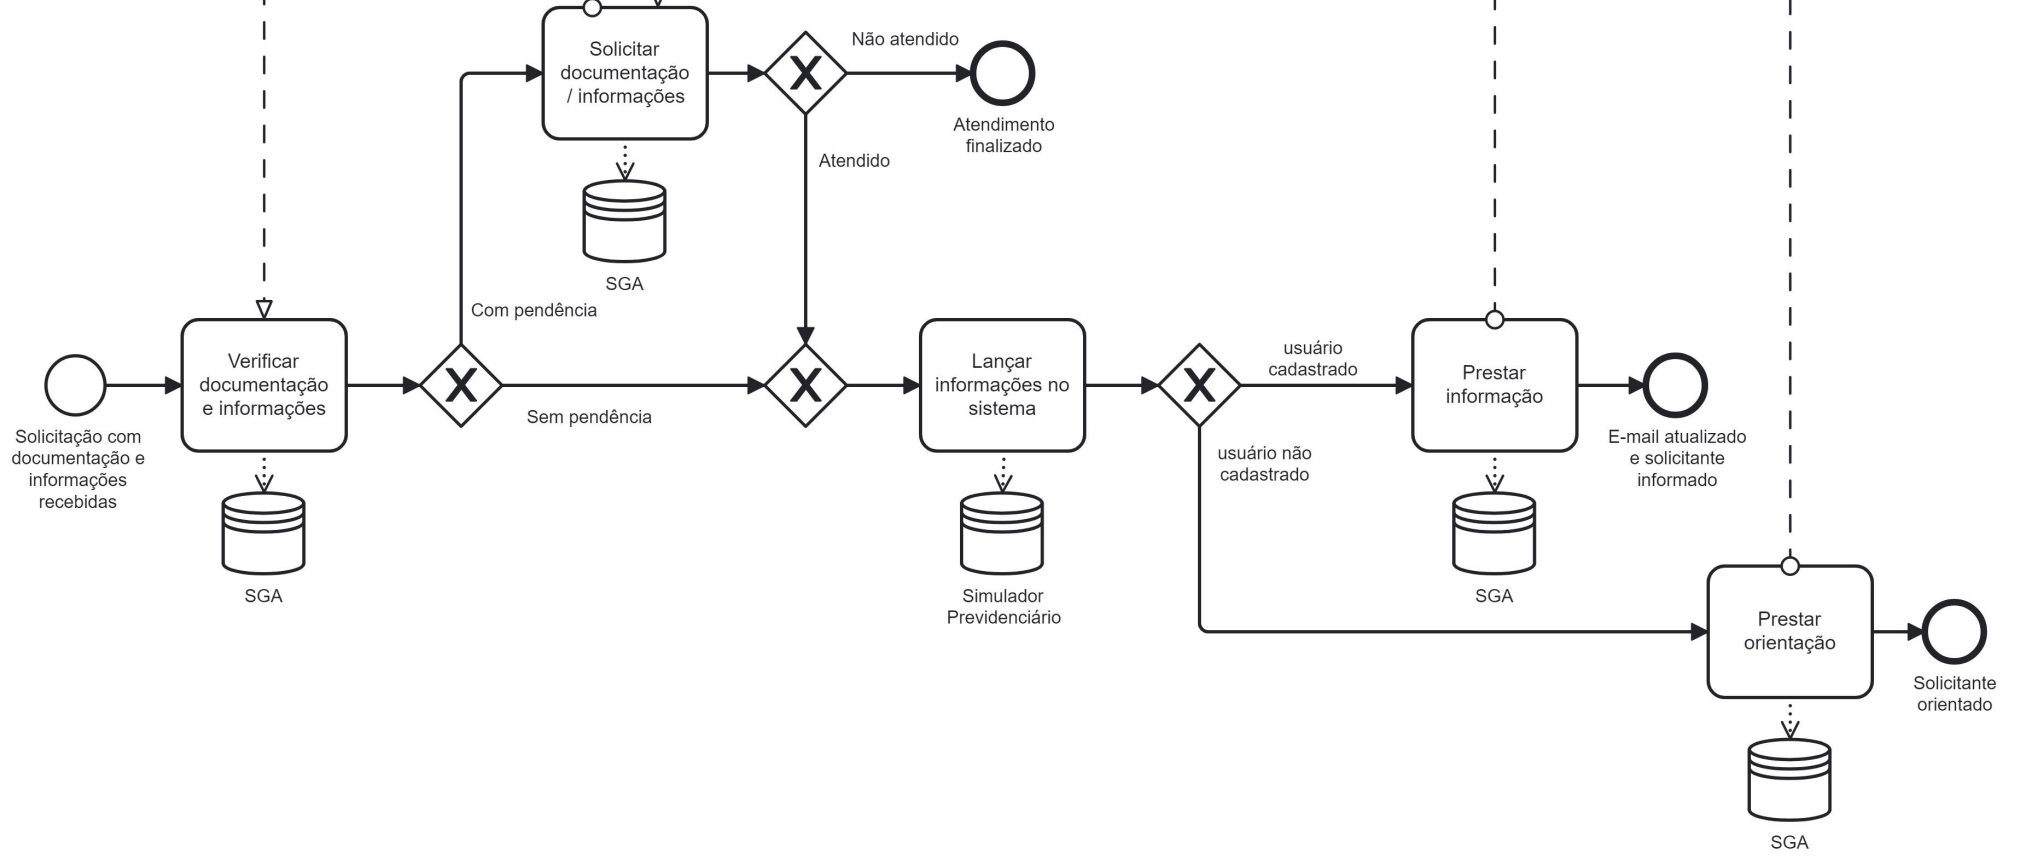 Solicitar
documentação
/ informações
X
Não atendido
Atendimento
finalizado
Atendido
SGA
Com pendência
Solicitação com
documentação e
informações
recebidas
Verificar
documentação
e informações
SGA
X
Sem pendência
X
Lançar
informações no
sistema
Simulador
Previdenciário
X
usuário
cadastrado
usuário não
cadastrado
Prestar
informação
SGA
E-mail atualizado
e solicitante
informado
Prestar
orientação
SGA
Solicitante
orientado